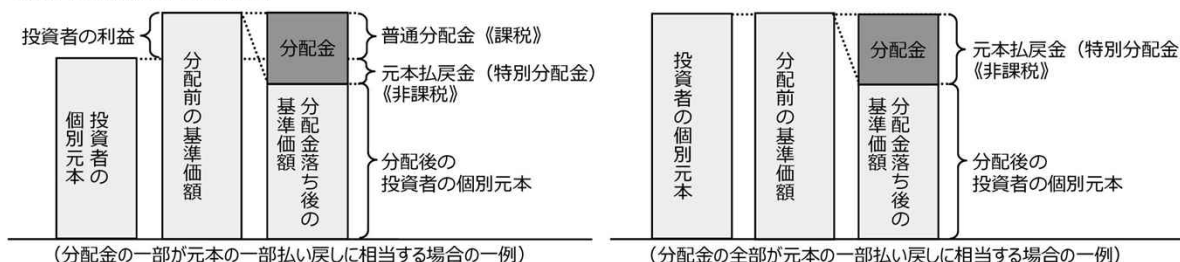 投資者の利益
投資者の
個別元本
分配前の基準価額
分配金
分配金落ち後の
基準価額
普通分配金《課税》
元本払戻金（特別分配金）
《非課税》
分配後の
投資者の個別元本
（分配金の一部が元本の一部払い戻しに相当する場合の一例）
投資者の個別元本
分配前の基準価額
分配金
分配金落ち後の
基準価額
元本払戻金（特別分配金
《非課税》
分配後の
投資者の個別元本
（分配金の全部が元本の一部払い戻しに相当する場合の一例）